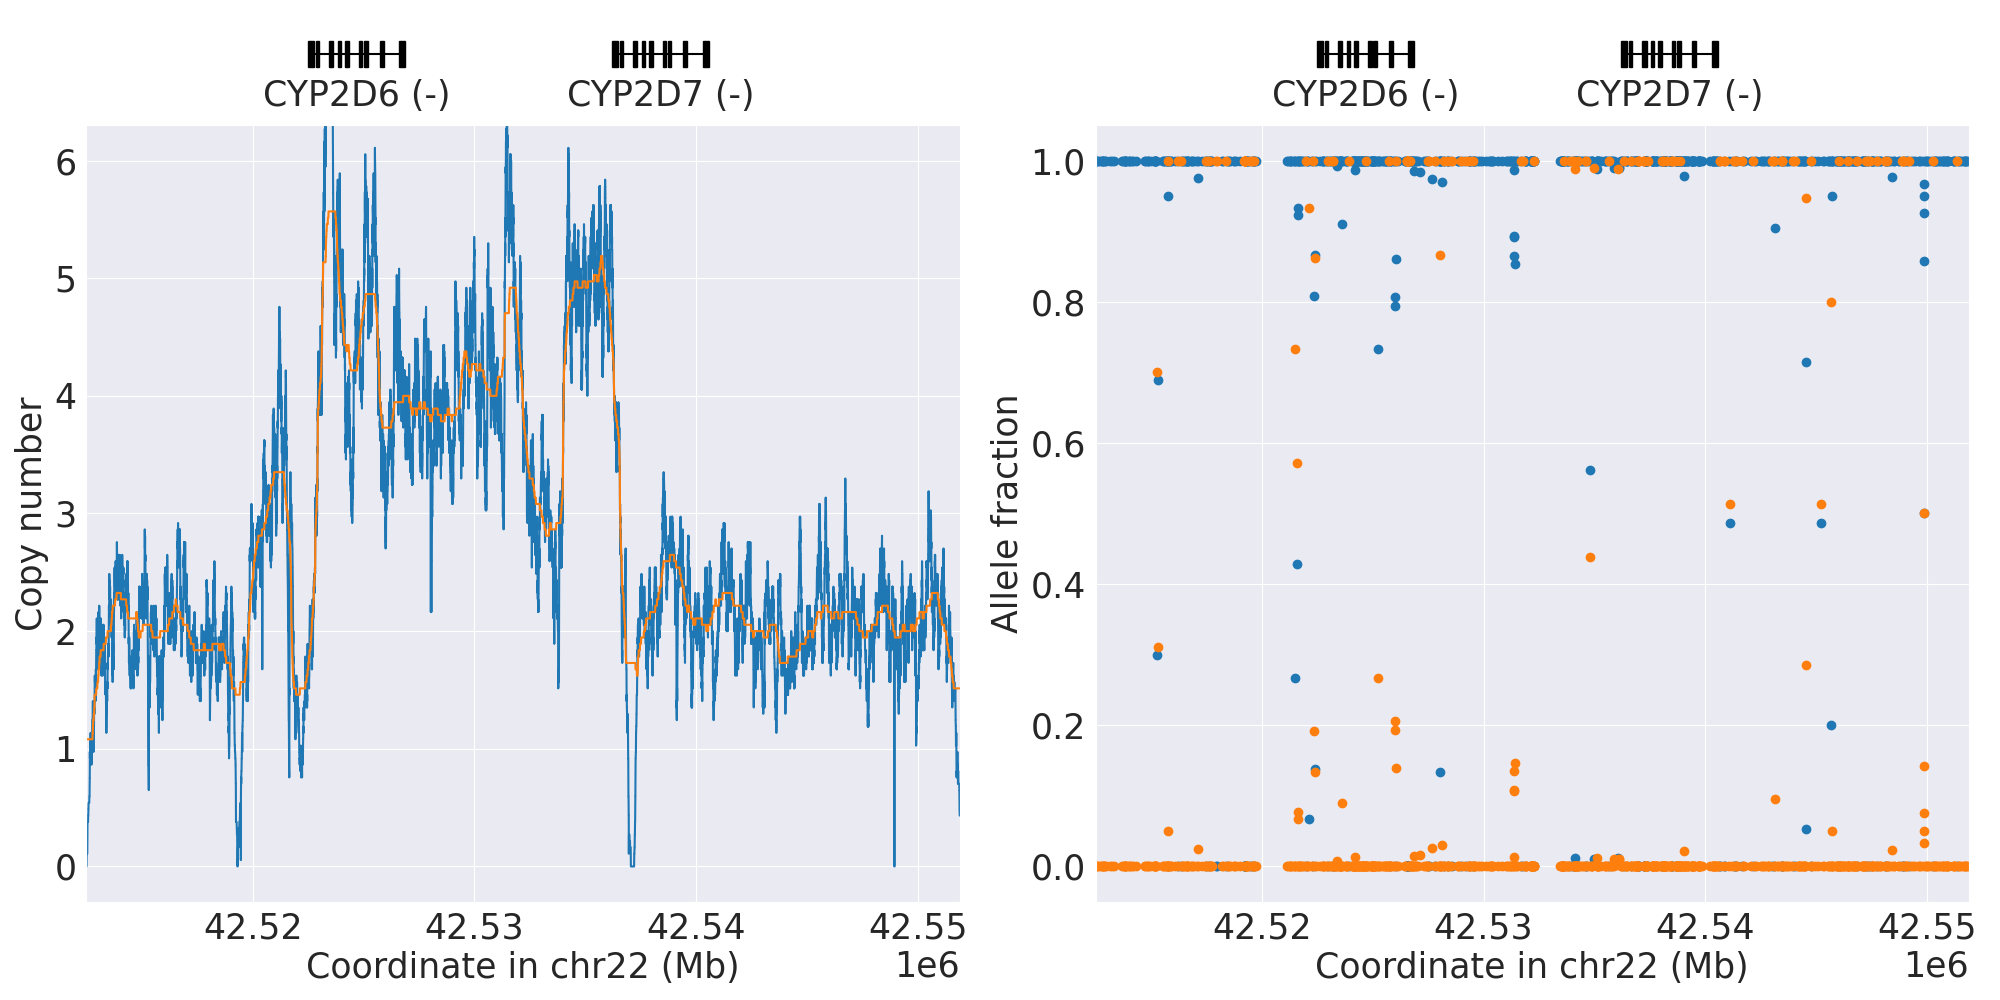 CYP2D6 (-) CYP2D7 (-)
6
5
4
3
2
1
0
Copy number
42.52 42.53 42.54 42.55
Coordinate in chr22 (Mb) 1e6
CYP2D6 (-) CYP2D7 (-)
1.0
0.8
0.6
0.4
0.2
0.0
Allele fraction
42.52 42.53 42.54 42.55
Coordinate in chr22 (Mb) 1e6